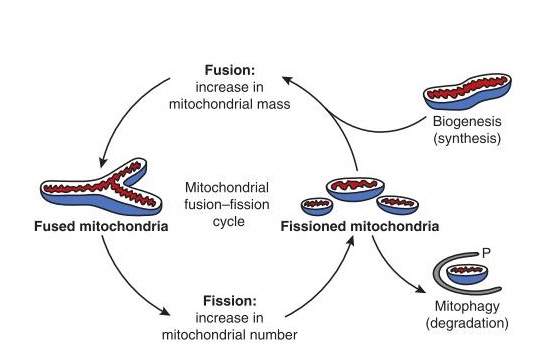 Fusion:
increase in
mitochondrial mass
Biogenesis
(synthesis)
Mitochondrial
fusion–fission
cycle
Fused mitochondria
Fissioned mitochondria
P
Mitophagy
(degradation)
Fission:
increase in
mitochondrial number